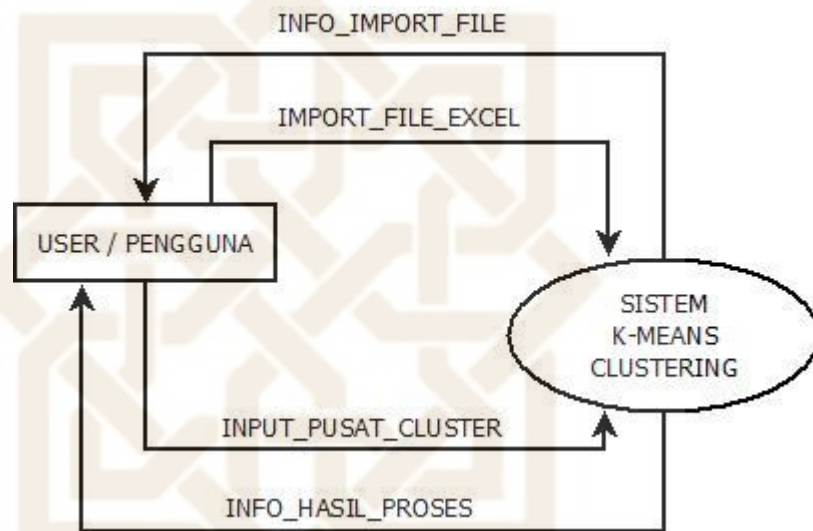 INFO_IMPORT_FILE
IMPORT_FILE_EXCEL
USER / PENGGUNA
SISTEM
K-MEANS
CLUSTERING
INPUT_PUSAT_CLUSTER
INFO_HASIL_PROSES